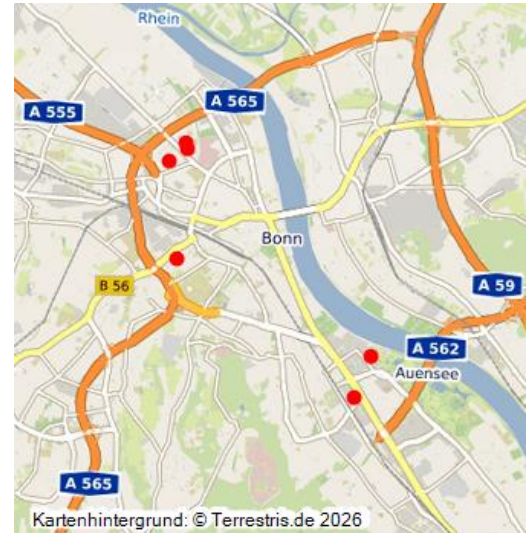 Rhein
A 555
A 565
Bonn
B 56
A 59
A 562
Auensee
A 565
Kartenhintergrund: © Terrestris.de 2026